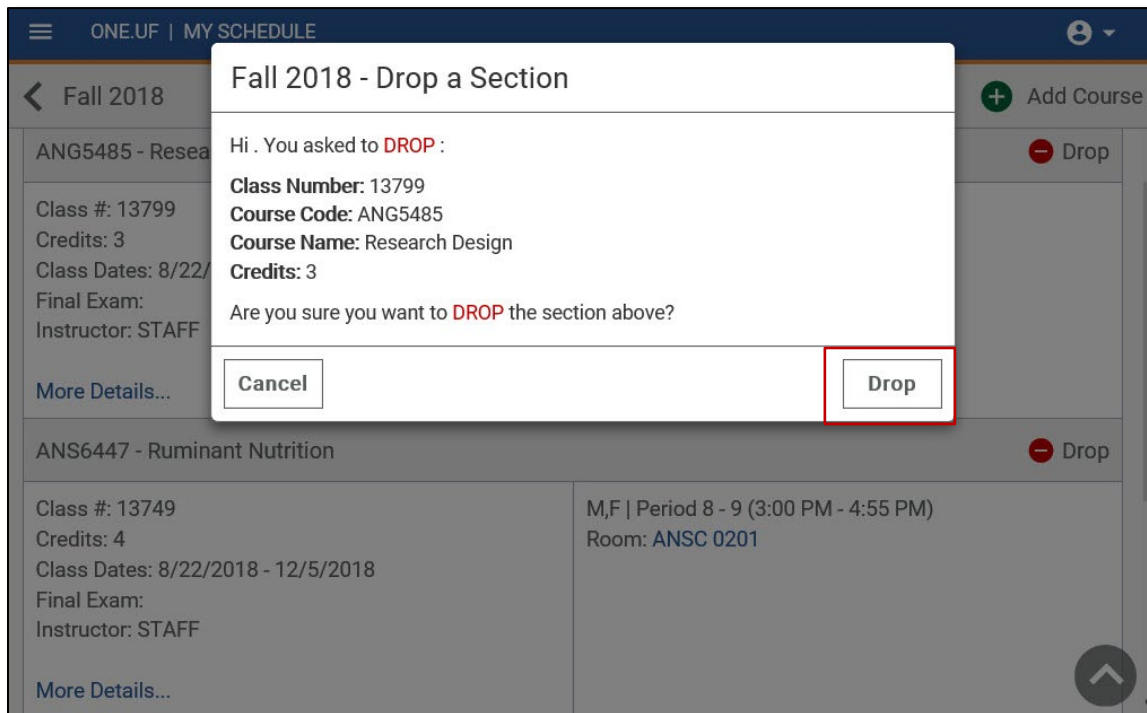 ONE.UF | MY SCHEDULE
Fall 2018
Add Course
Fall 2018 - Drop a Section
Hi . You asked to DROP :
Class Number: 13799
Course Code: ANG5485
Course Name: Research Design
Credits: 3
Are you sure you want to DROP the section above?
Cancel
Drop
ANG5485 - Resea
Drop
Class #: 13799
Credits: 3
Class Dates: 8/22/
Final Exam:
Instructor: STAFF
More Details...
ANS6447 - Ruminant Nutrition
Drop
Class #: 13749
Credits: 4
Class Dates: 8/22/2018 - 12/5/2018
Final Exam:
Instructor: STAFF
More Details...
M,F | Period 8 - 9 (3:00 PM - 4:55 PM)
Room: ANSC 0201